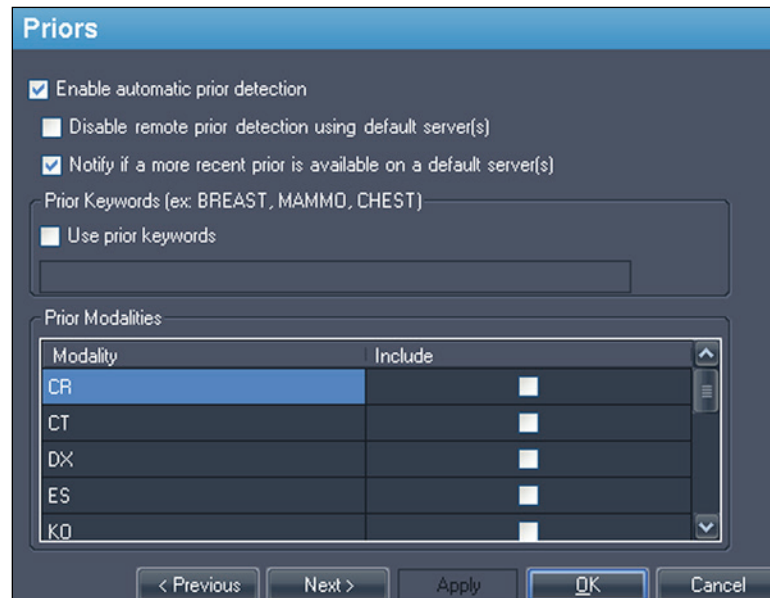 Priors
Enable automatic prior detection
Disable remote prior detection using default server(s)
Notify if a more recent prior is available on a default server(s)
Prior Keywords (ex: BREAST, MAMMO, CHEST)
Use prior keywords
Prior Modalities
Modality Include
CR
CT
DX
ES
KO
< Previous Next > Apply OK Cancel